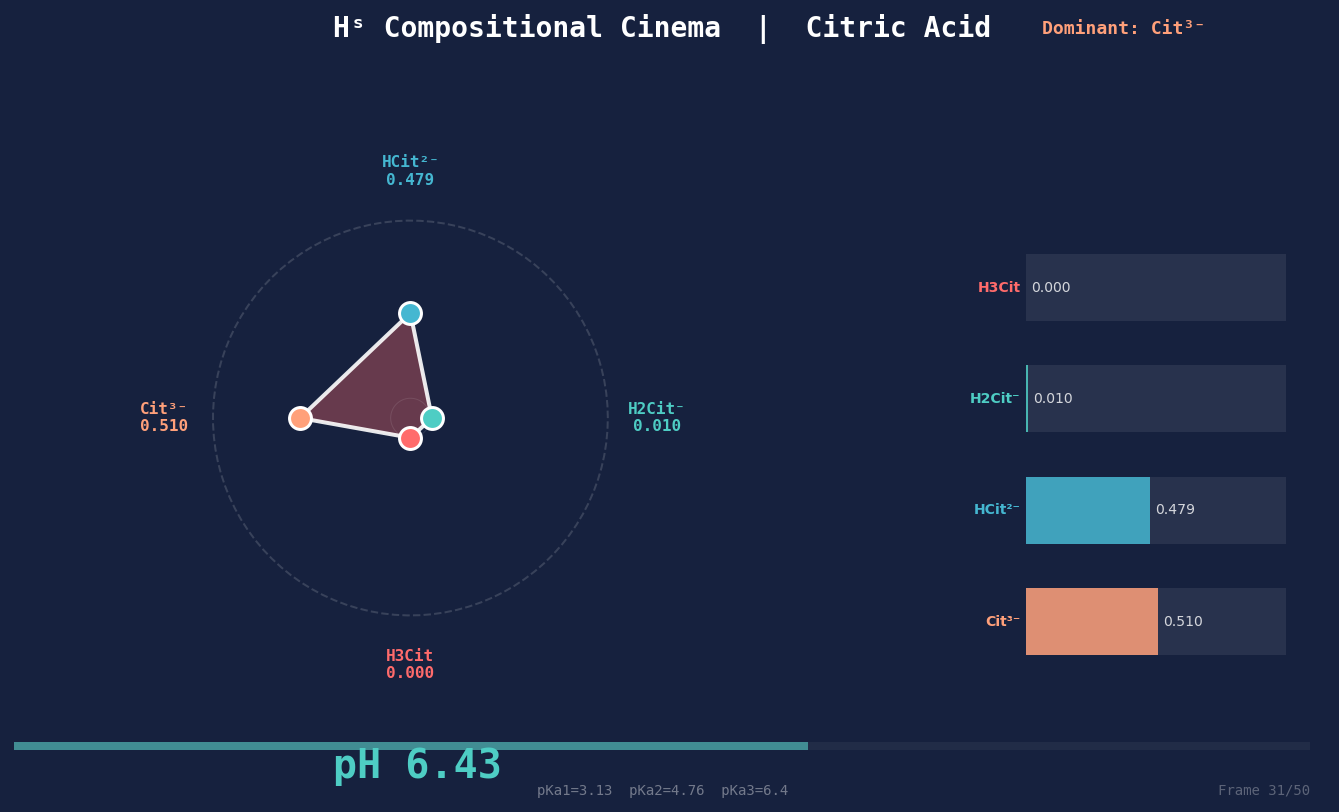 Hˢ Compositional Cinema | Citric Acid
Dominant: Cit³⁻
HCit²⁻
0.479
Cit³⁻
0.510
H2Cit⁻
0.010
H3Cit
0.000
H3Cit 0.000
H2Cit⁻ 0.010
HCit²⁻ 0.479
Cit³⁻ 0.510
pH 6.43
pKa1=3.13 pKa2=4.76 pKa3=6.4
Frame 31/50